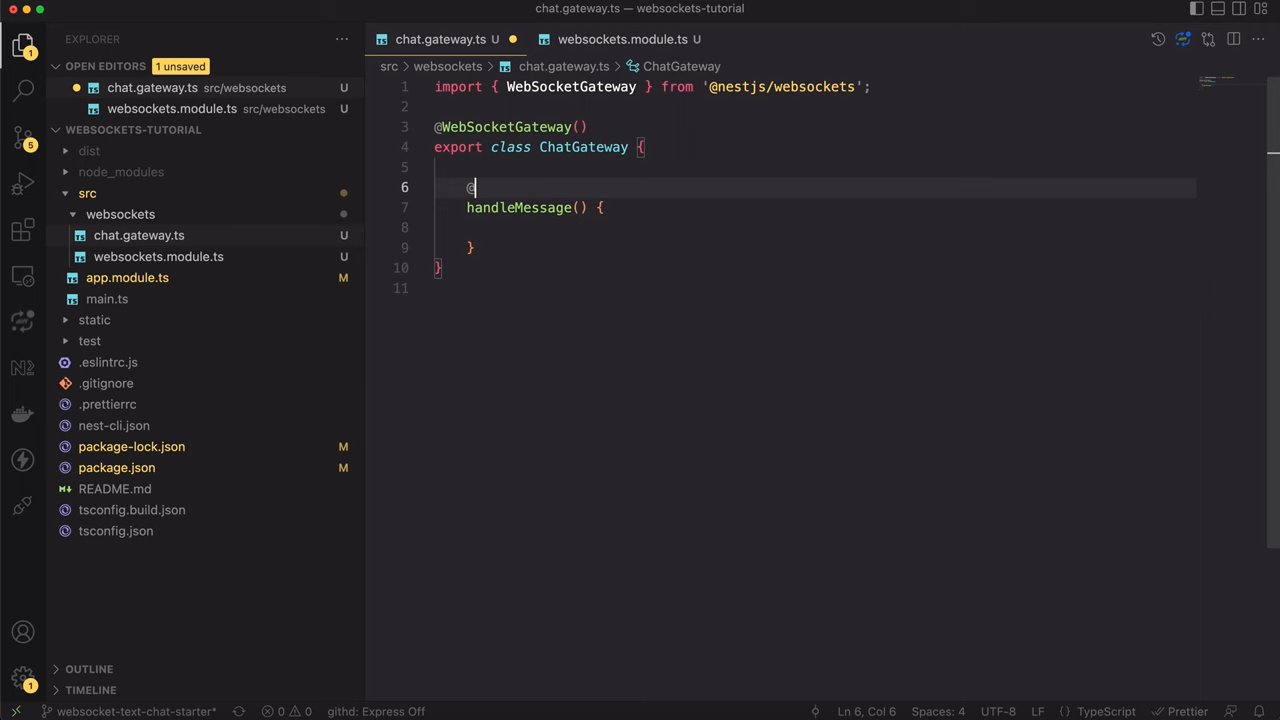 chat.gateway.ts — websockets-tutorial
EXPLORER
OPEN EDITORS 1 unsaved
chat.gateway.ts src/websockets U
websockets.module.ts src/websockets U
WEBSOCKETS-TUTORIAL
dist
node_modules
src
websockets
chat.gateway.ts U
websockets.module.ts U
app.module.ts M
main.ts
static
test
.eslintrc.js
.gitignore
.prettierrc
nest-cli.json
package-lock.json M
package.json M
README.md
tsconfig.build.json
tsconfig.json
OUTLINE
TIMELINE
1
5
1
chat.gateway.ts U
websockets.module.ts U
src > websockets > chat.gateway.ts > ChatGateway
1 import { WebSocketGateway } from '@nestjs/websockets';
2
3 @WebSocketGateway()
4 export class ChatGateway {
5
6 @
7 handleMessage() {
8
9 }
10 }
11
websocket-text-chat-starter* 0 0 githd: Express Off Ln 6, Col 6 Spaces: 4 UTF-8 LF {} TypeScript Prettier